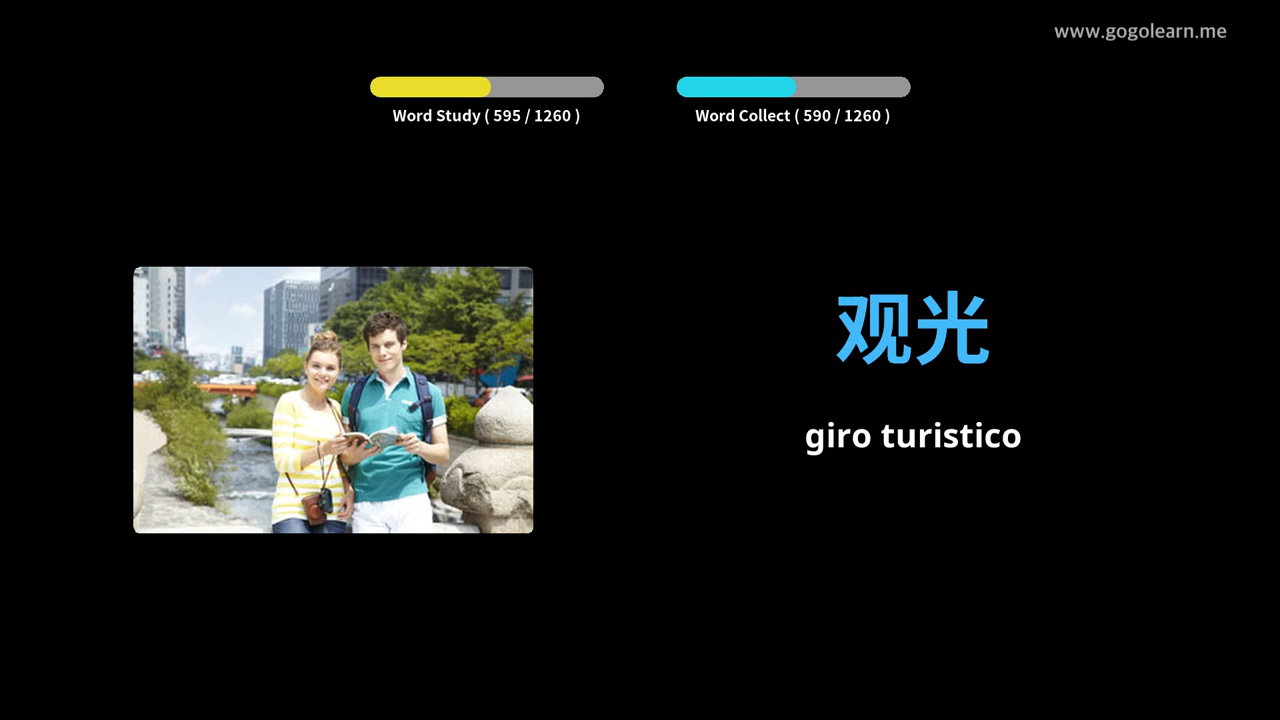 www.gogolearn.me
Word Study ( 595 / 1260 )
Word Collect ( 590 / 1260 )
观光
giro turistico